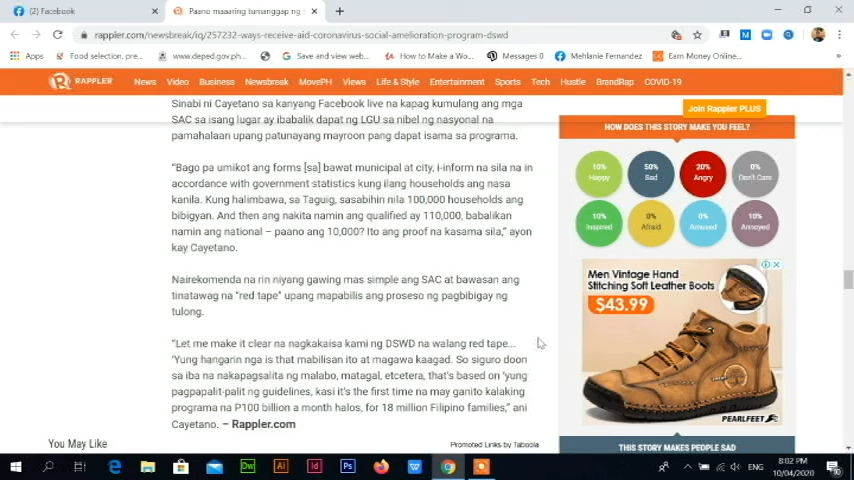 (2) Facebook
Paano maaaring tumanggap ng
rappler.com/newsbreak/iq/257232-ways-receive-aid-coronavirus-social-amelioration-program-dswd
Apps
Food selection, pre...
www.deped.gov.ph...
Save and view web...
How to Make a Wo...
Messages 0
Mehlanie Fernandez
Earn Money Online...
RAPPLER
News Video Business Newsbreak MovePH Views Life & Style Entertainment Sports Tech Hustle BrandRap COVID-19
Join Rappler PLUS
Sinabi ni Cayetano sa kanyang Facebook live na kapag kumulang ang mga
SAC sa isang lugar ay ibabalik dapat ng LGU sa nibel ng nasyonal na
pamahalaan upang patunayang mayroon pang dapat isama sa programa.
“Bago pa umikot ang forms [sa] bawat municipal at city, i-inform na sila na in
accordance with government statistics kung ilang households ang nasa
kanila. Kung halimbawa, sa Taguig, sasabihin nila 100,000 households ang
bibigyan. And then ang nakita namin ang qualified ay 110,000, babalikan
namin ang national – paano ang 10,000? Ito ang proof na kasama sila,” ayon
kay Cayetano.
Nairekomenda na rin niyang gawing mas simple ang SAC at bawasan ang
tinatawag na “red tape” upang mapabilis ang proseso ng pagbibigay ng
tulong.
“Let me make it clear na nagkakaisa kami ng DSWD na walang red tape...
'Yung hangarin nga is that mabilisan ito at magawa kaagad. So siguro doon
sa iba na nakapagsalita ng malabo, matagal, etcetera, that's based on 'yung
pagpapalit-palit ng guidelines, kasi it's the first time na may ganito kalaking
programa na P100 billion a month halos, for 18 million Filipino families,” ani
Cayetano. – Rappler.com
You May Like
Promoted Links by Taboola
HOW DOES THIS STORY MAKE YOU FEEL?
10% Happy
50% Sad
20% Angry
0% Don't Care
10% Inspired
0% Afraid
0% Amused
10% Annoyed
Men Vintage Hand
Stitching Soft Leather Boots
$43.99
PEARLFEET
THIS STORY MAKES PEOPLE SAD
ENG
8:02 PM
10/04/2020